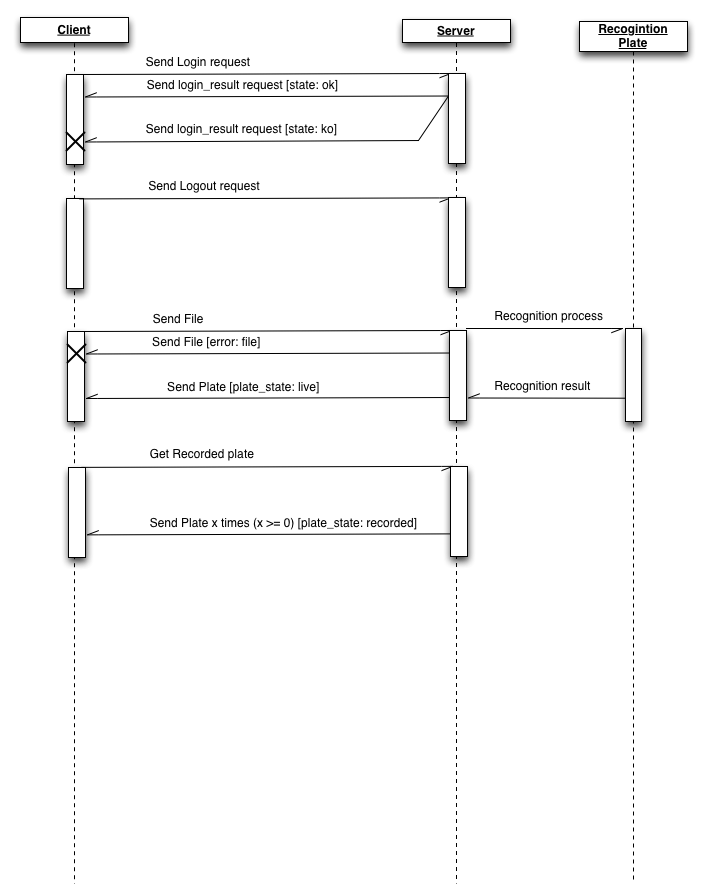 Client
Server
Recogintion
Plate
Send Login request
Send login_result request [state: ok]
Send login_result request [state: ko]
Send Logout request
Send File
Recognition process
Send File [error: file]
Send Plate [plate_state: live]
Recognition result
Get Recorded plate
Send Plate x times (x >= 0) [plate_state: recorded]